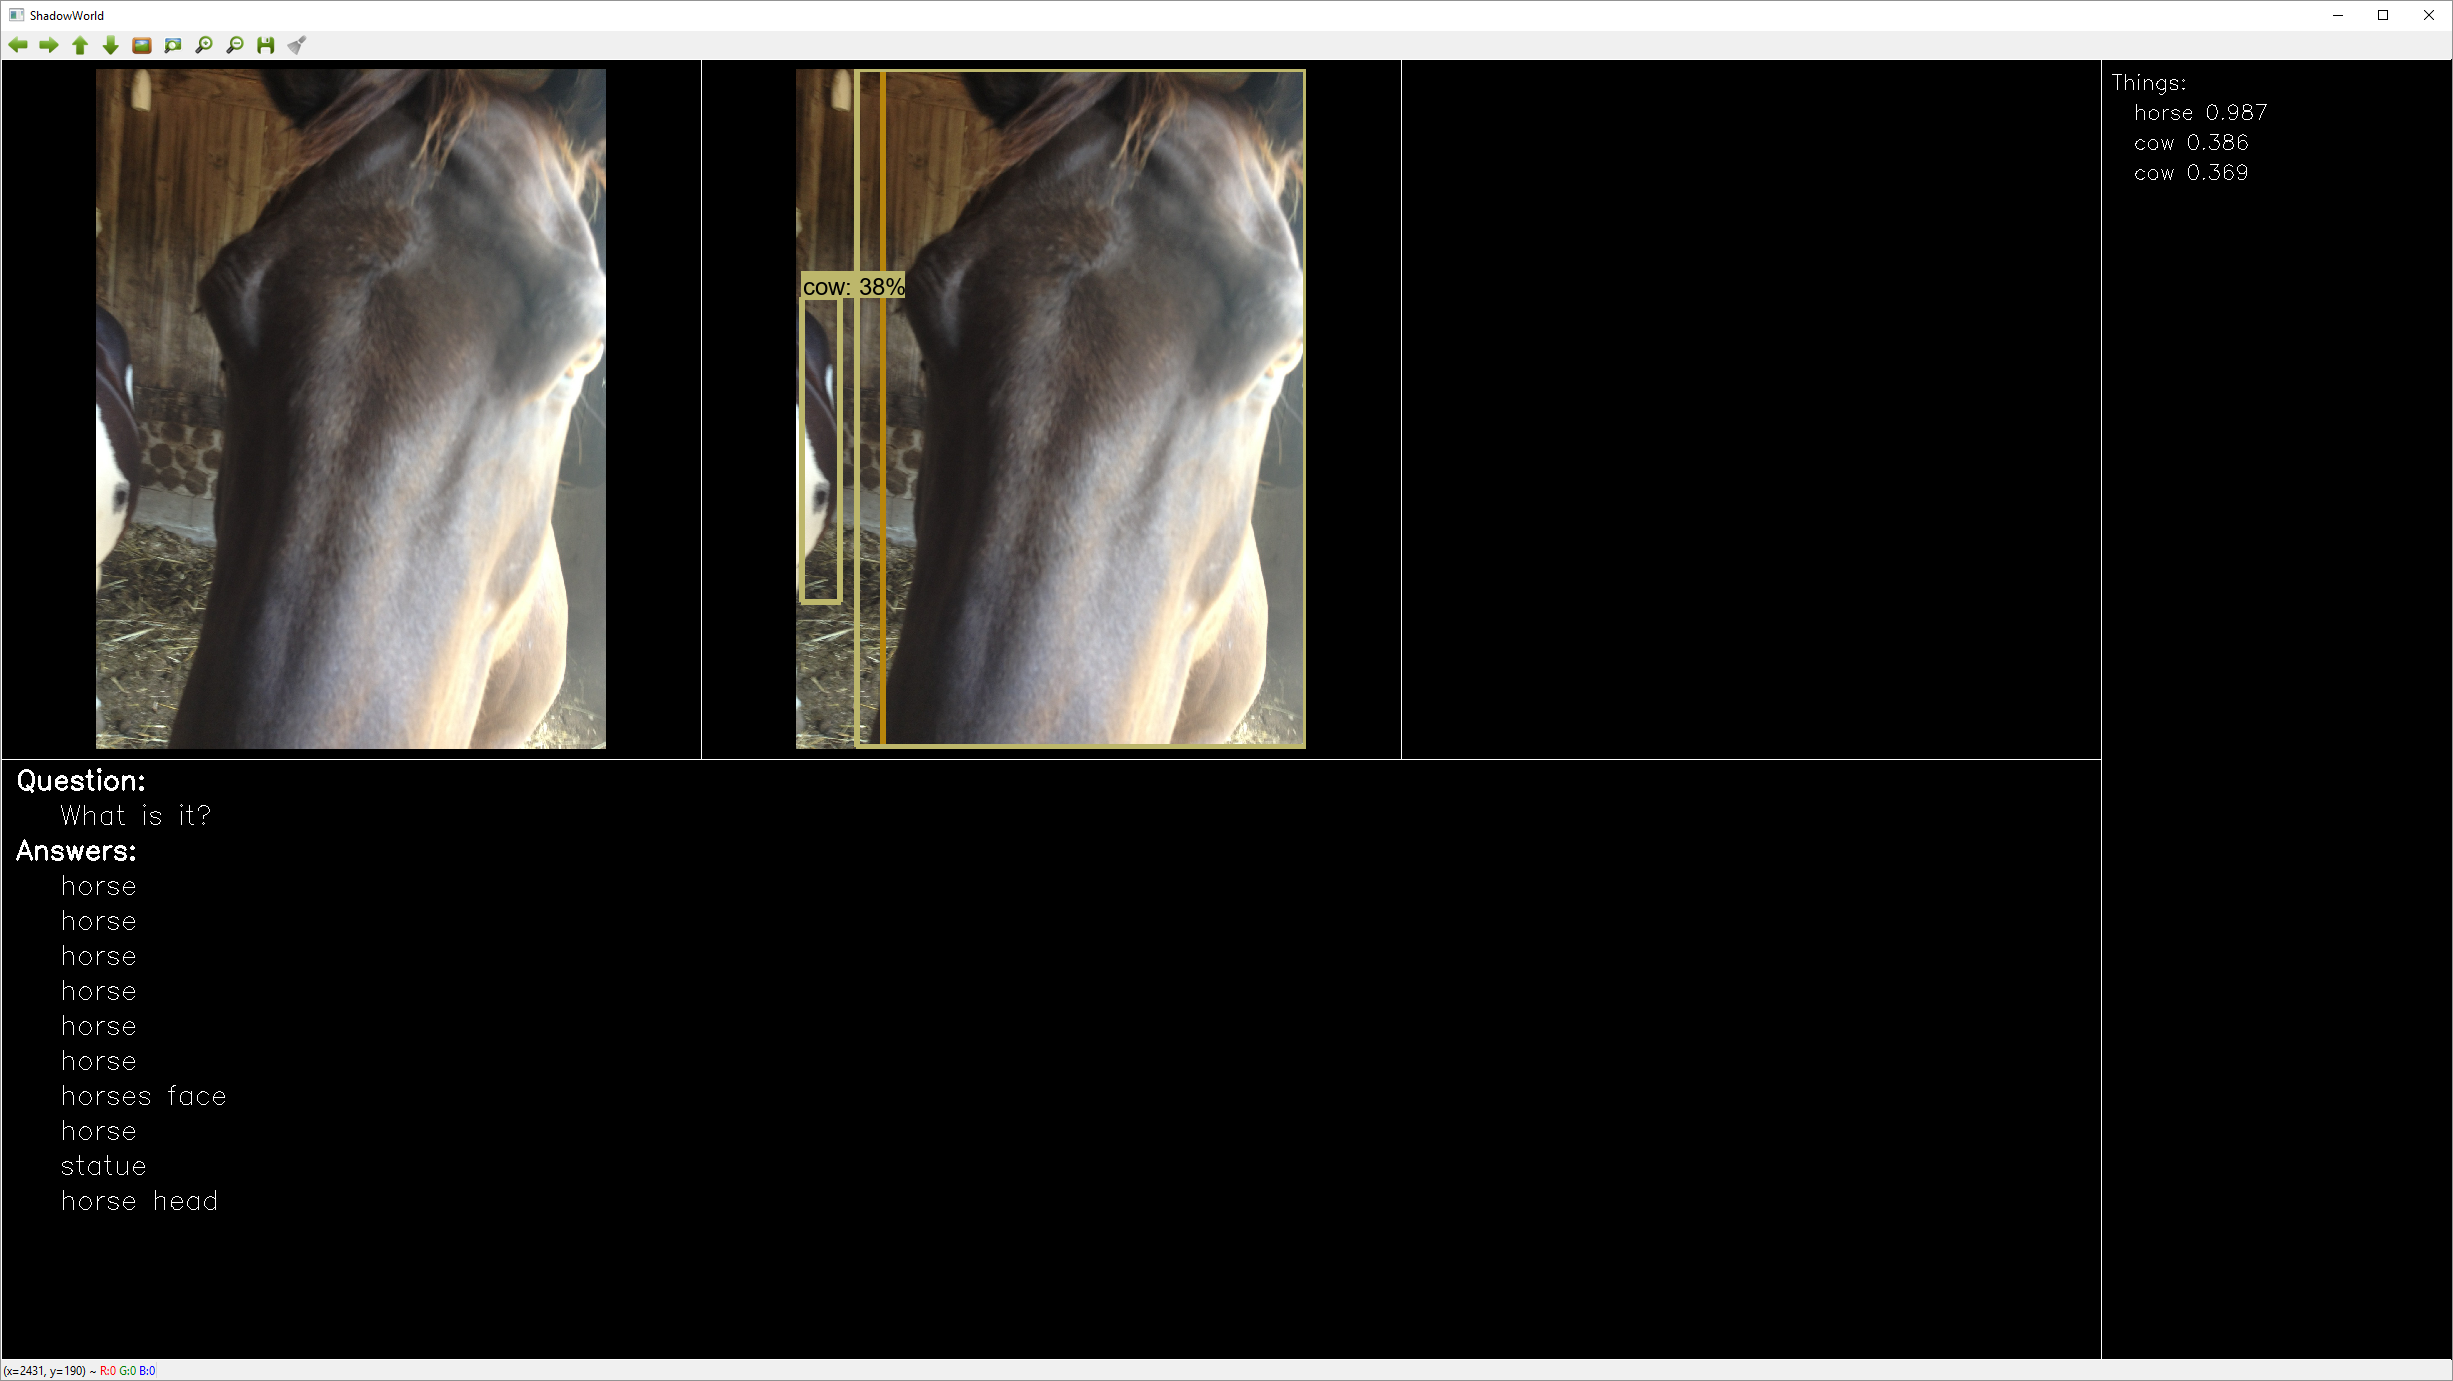 ShadowWorld
cow: 38%
Things:
horse 0.987
cow 0.386
cow 0.369
Question:
What is it?
Answers:
horse
horse
horse
horse
horse
horse
horses face
horse
statue
horse head
(x=2431, y=190) ~ R:0 G:0 B:0